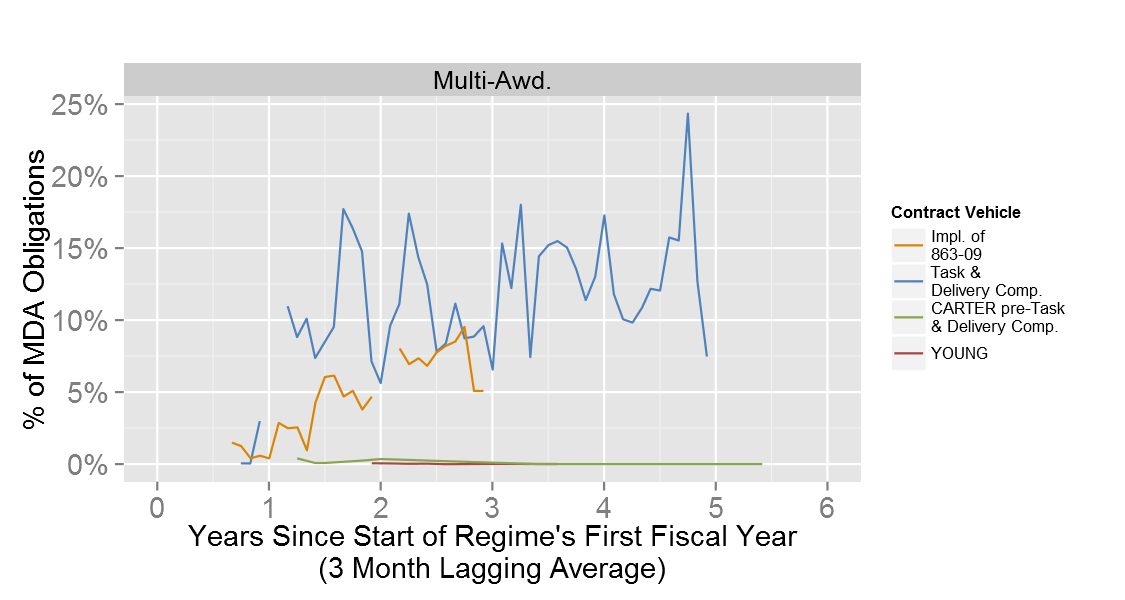 Multi-Awd.
25%
20%
15%
10%
5%
0%
% of MDA Obligations
0 1 2 3 4 5 6
Years Since Start of Regime's First Fiscal Year
(3 Month Lagging Average)
Contract Vehicle
Impl. of
863-09
Task &
Delivery Comp.
CARTER pre-Task
& Delivery Comp.
YOUNG